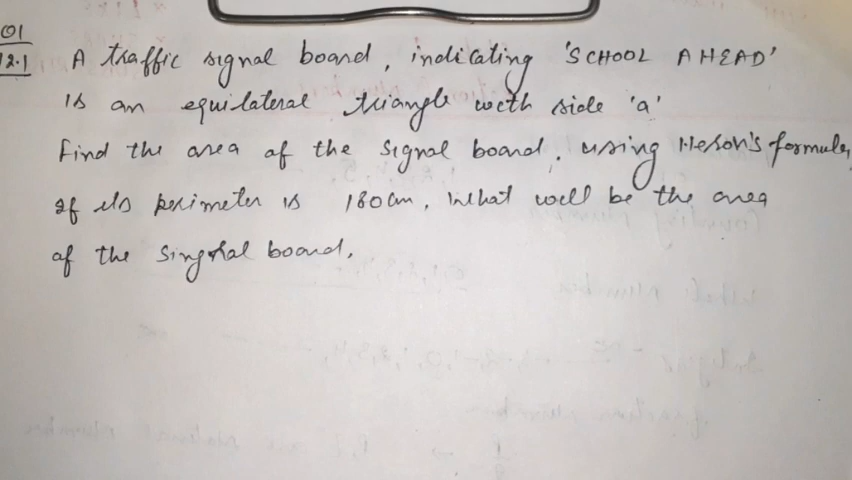 Q1
12.1 A traffic signal board, indicating 'SCHOOL AHEAD'
is an equilateral triangle with side 'a'
Find the area of the signal board, using Heron's formula,
If its perimeter is 180cm, What will be the area
of the singnal board.